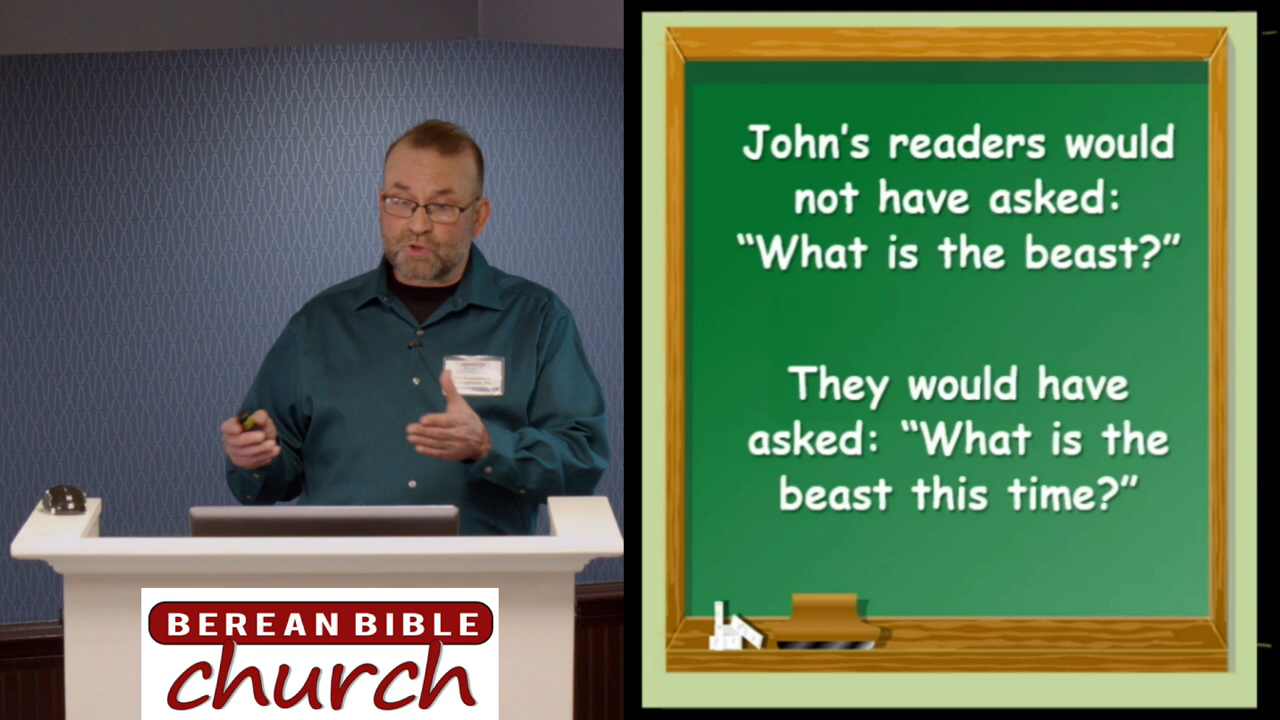 BEREAN BIBLE
church
John's readers would
not have asked:
“What is the beast?”
They would have
asked: “What is the
beast this time?”